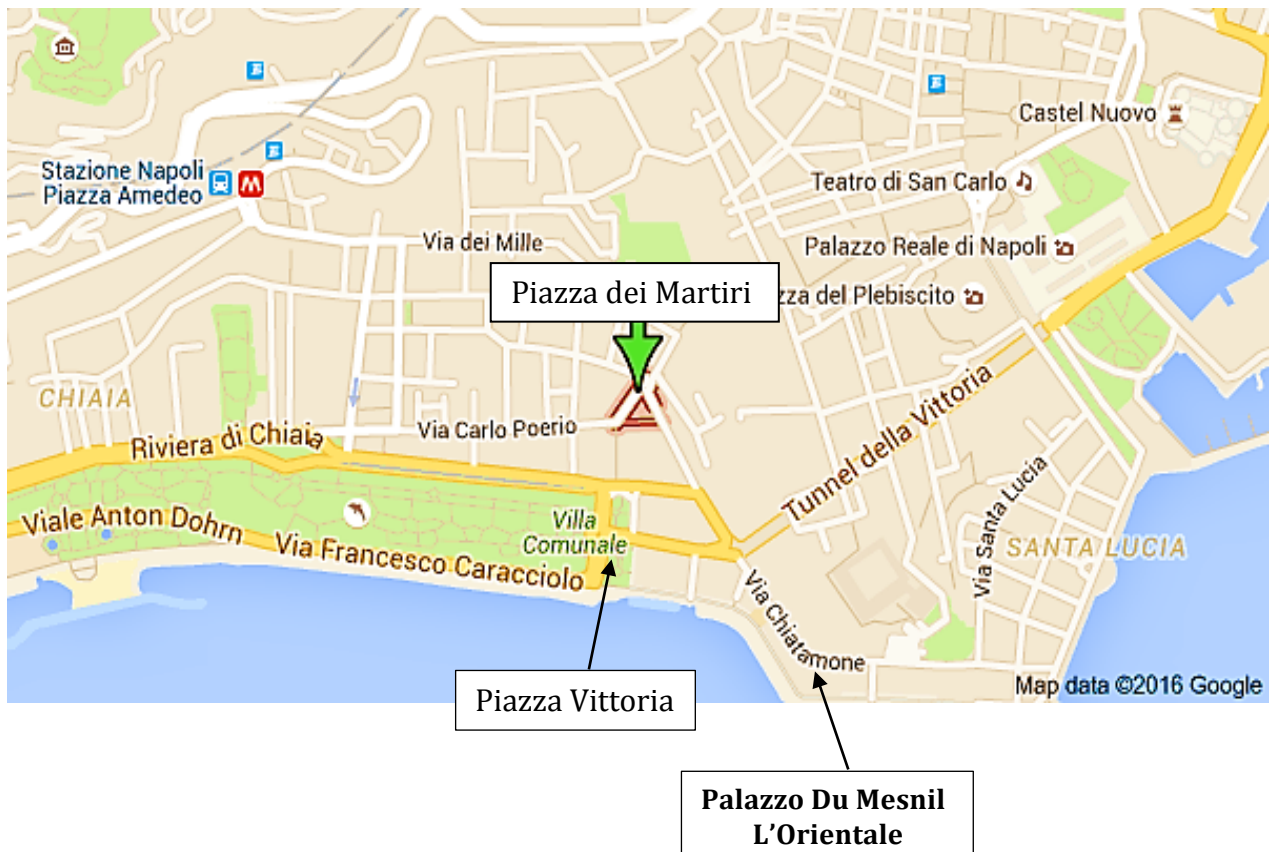 Castel Nuovo
Stazione Napoli
Piazza Amedeo
M
Teatro di San Carlo
Via dei Mille
Palazzo Reale di Napoli
Piazza dei Martiri
zza del Plebiscito
CHIAIA
Via Carlo Poerio
Riviera di Chiaia
Tunnel della Vittoria
Viale Anton Dohrn
Via Francesco Caracciolo
Villa
Comunale
Via Santa Lucia
SANTA LUCIA
Via Chiatamone
Map data ©2016 Google
Piazza Vittoria
Palazzo Du Mesnil
L’Orientale